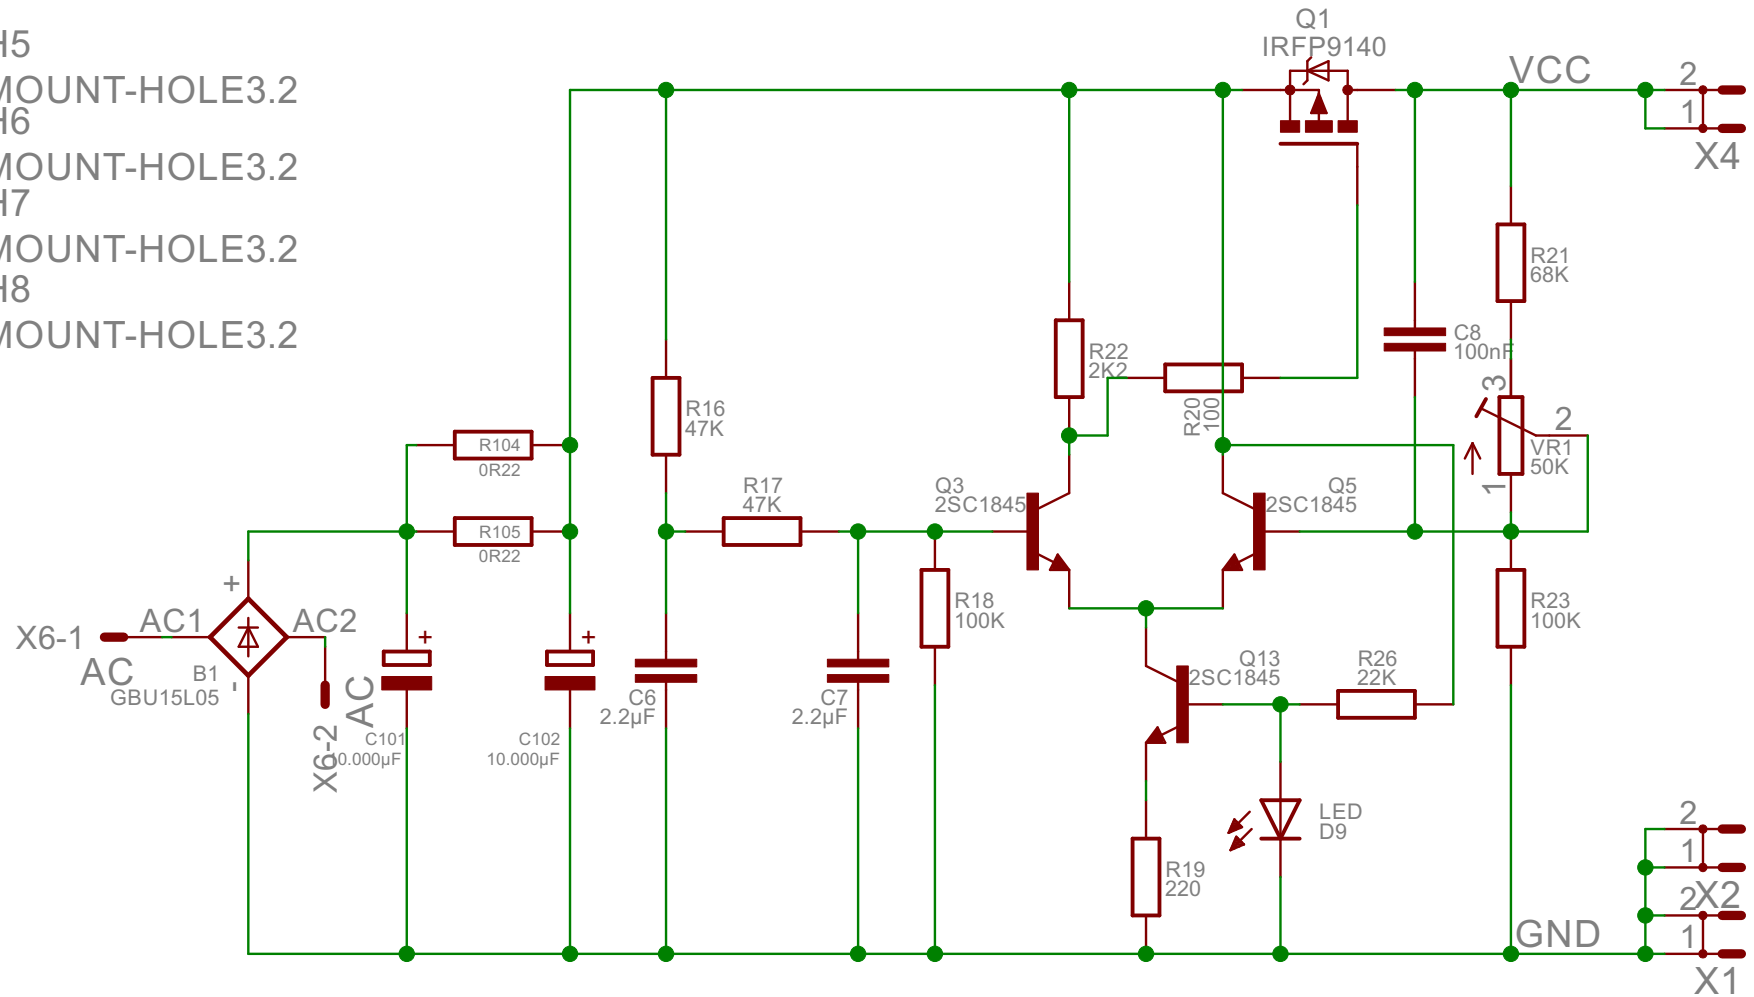 H5
MOUNT-HOLE3.2
H6
MOUNT-HOLE3.2
H7
MOUNT-HOLE3.2
H8
MOUNT-HOLE3.2
Q1
IRFP9140
VCC
2
1
X4
R21
68K
C8
100nF
R22
2K2
R20
100
3
2
VR1
50K
1
R16
47K
R104
0R22
R17
47K
Q3
2SC1845
Q5
2SC1845
R105
0R22
+
AC1
AC2
X6-1
AC
B1
GBU15L05
-
X6-2
AC
+
C101
0.000µF
+
C102
10.000µF
C6
2.2µF
C7
2.2µF
R18
100K
R23
100K
Q13
2SC1845
R26
22K
LED
D9
R19
220
2
1
X2
2
1
X1
GND